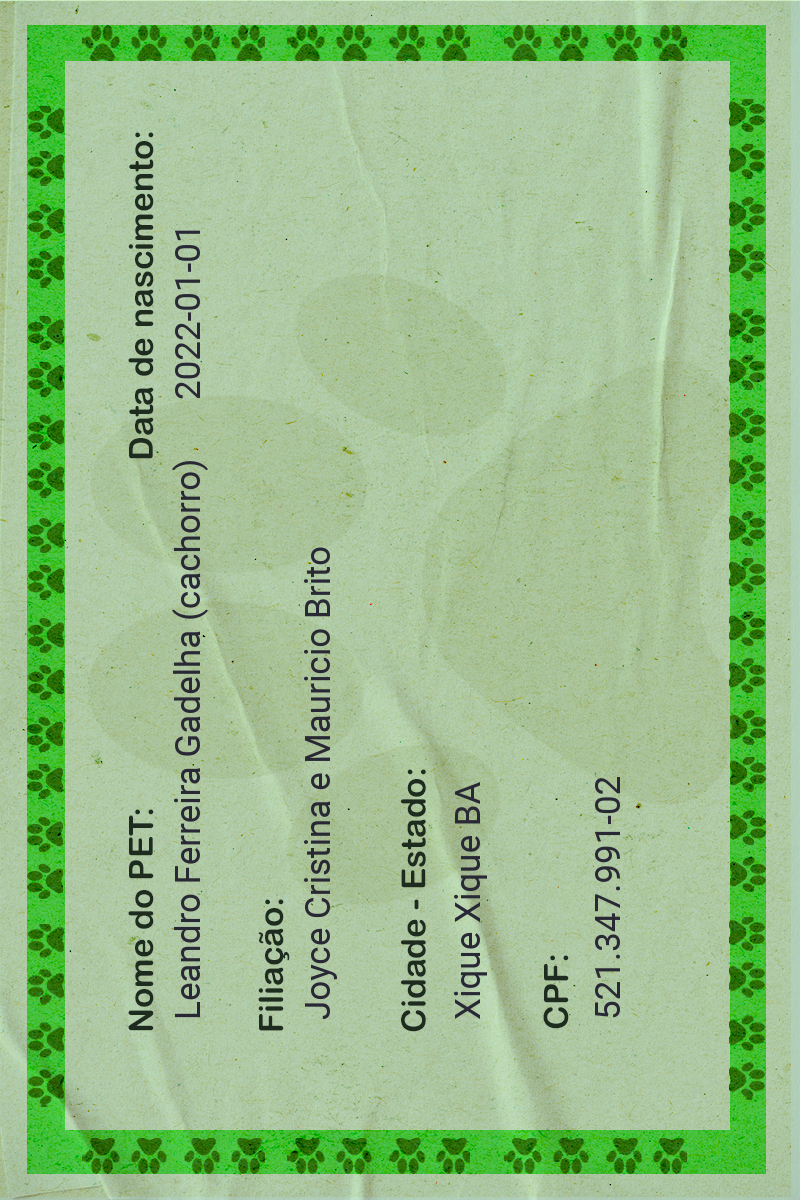 Nome do PET: Data de nascimento:
Leandro Ferreira Gadelha (cachorro) 2022-01-01
Filiação:
Joyce Cristina e Mauricio Brito
Cidade - Estado:
Xique Xique BA
CPF:
521.347.991-02